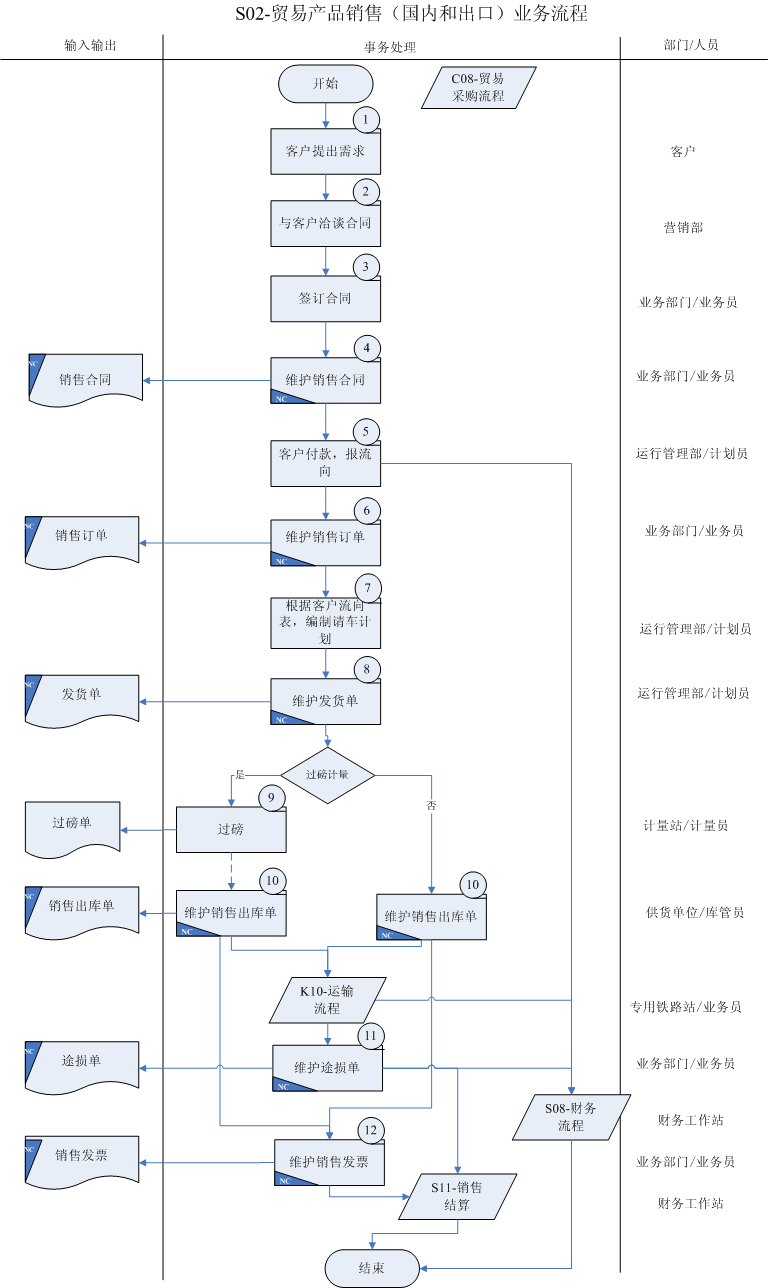 S02-贸易产品销售（国内和出口）业务流程
输入输出
事务处理
部门/人员
开始
C08-贸易
采购流程
1
客户提出需求
客户
2
与客户洽谈合同
营销部
3
签订合同
业务部门/业务员
4
NC
销售合同
维护销售合同
NC
业务部门/业务员
5
客户付款，报流
向
运行管理部/计划员
6
NC
销售订单
维护销售订单
NC
业务部门/业务员
7
根据客户流向
表，编制请车计
划
运行管理部/计划员
8
NC
发货单
维护发货单
NC
运行管理部/计划员
过磅计量
是
否
9
过磅单
过磅
计量站/计量员
10
10
NC
销售出库单
维护销售出库单
NC
维护销售出库单
NC
供货单位/库管员
K10-运输
流程
专用铁路站/业务员
11
NC
途损单
维护途损单
NC
业务部门/业务员
S08-财务
流程
财务工作站
12
NC
销售发票
维护销售发票
NC
业务部门/业务员
S11-销售
结算
财务工作站
结束